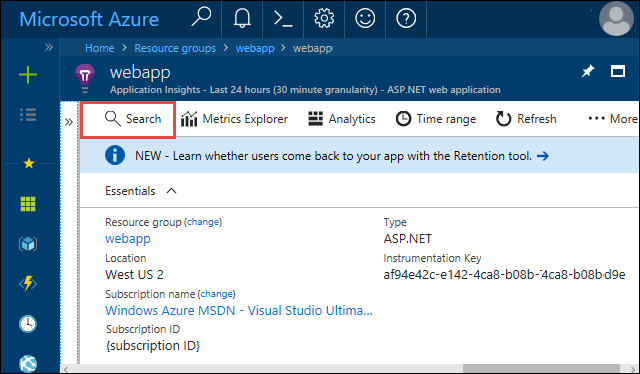 Microsoft Azure
Home > Resource groups > webapp > webapp
webapp
Application Insights - Last 24 hours (30 minute granularity) - ASP.NET web application
Search Metrics Explorer Analytics Time range Refresh ··· More
NEW - Learn whether users come back to your app with the Retention tool. →
Essentials
Resource group (change) Type
webapp ASP.NET
Location Instrumentation Key
West US 2 af94e42c-e142-4ca8-b08b-'4ca8-b08bd9e
Subscription name (change)
Windows Azure MSDN - Visual Studio Ultima...
Subscription ID
{subscription ID}